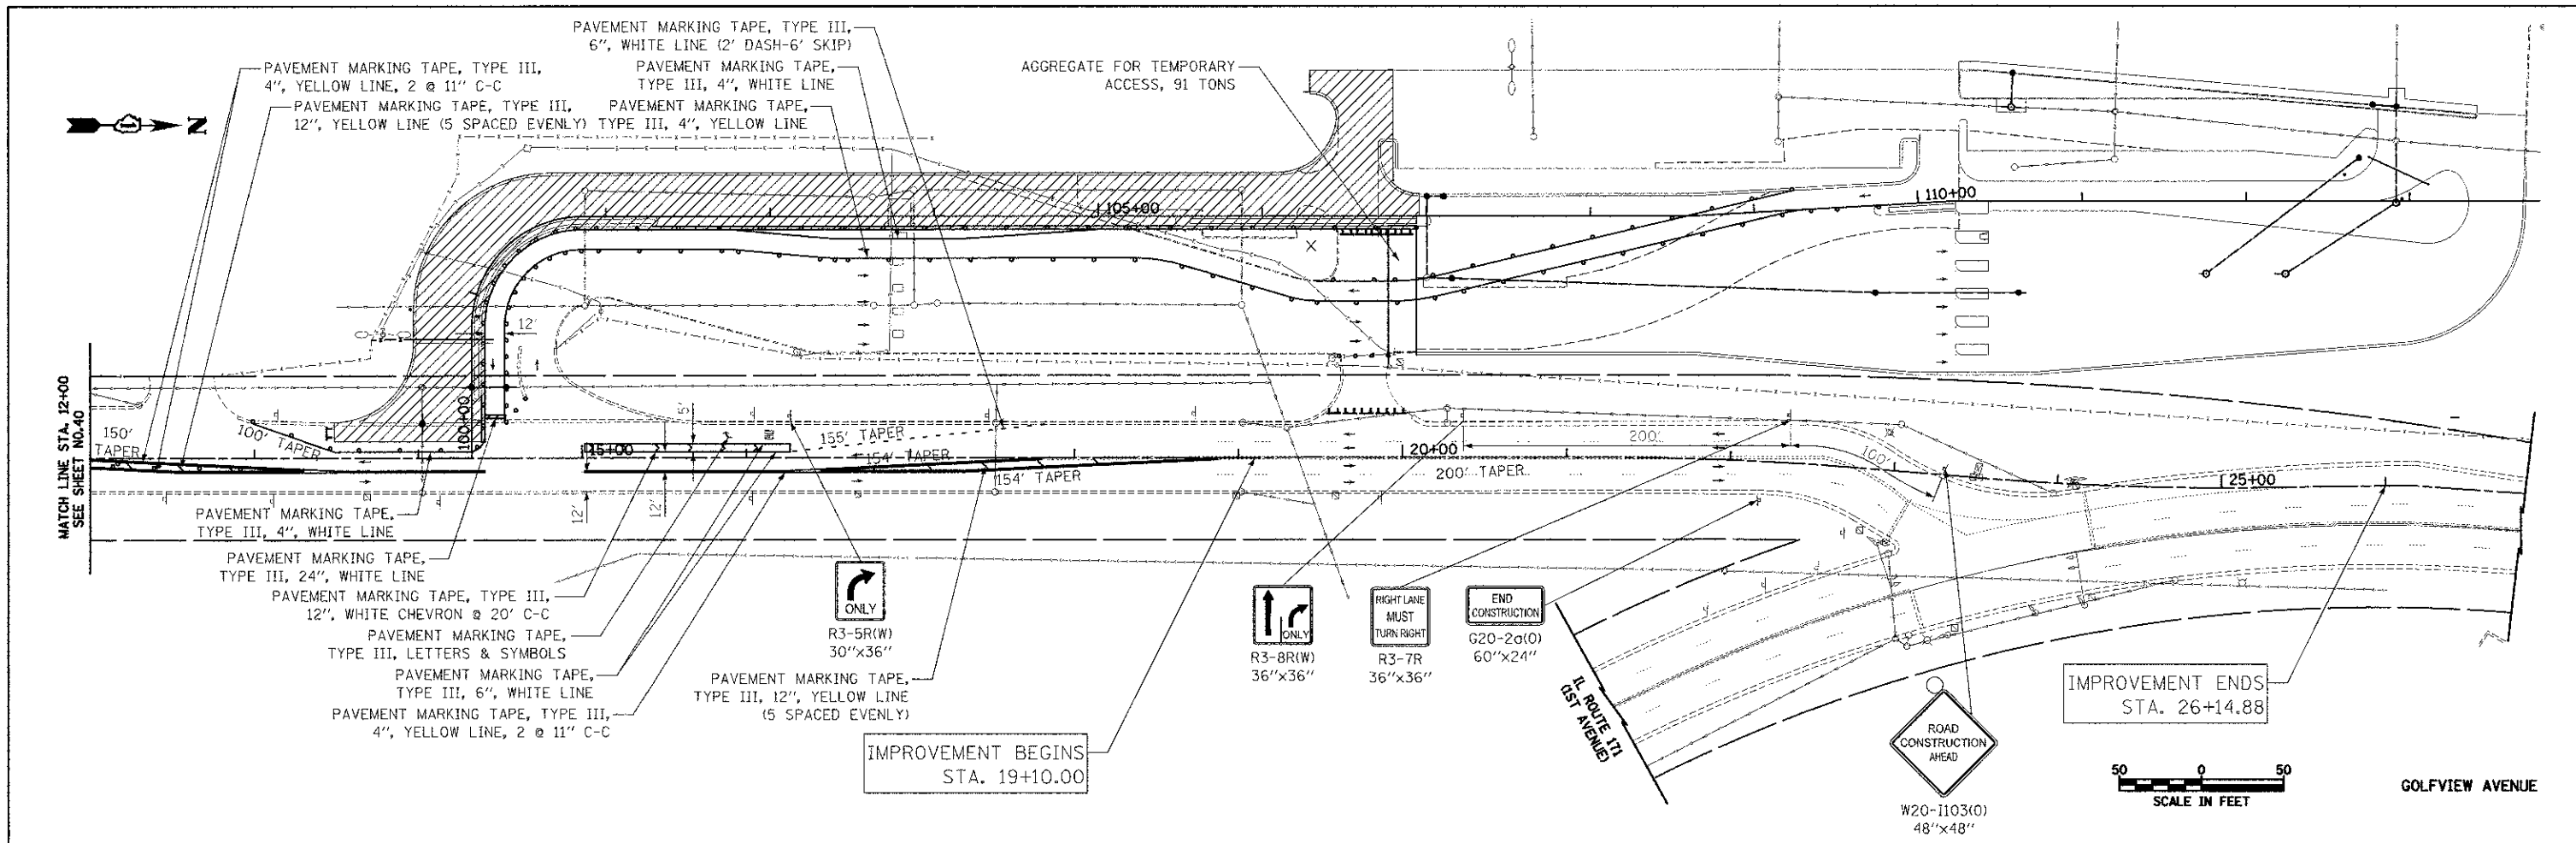 PAVEMENT MARKING TAPE, TYPE III,
6", WHITE LINE (2' DASH-6' SKIP)
PAVEMENT MARKING TAPE, TYPE III,
4", YELLOW LINE, 2 @ 11" C-C
PAVEMENT MARKING TAPE,
TYPE III, 4", WHITE LINE
PAVEMENT MARKING TAPE, TYPE III,
12", YELLOW LINE (5 SPACED EVENLY)
PAVEMENT MARKING TAPE,
TYPE III, 4", YELLOW LINE
AGGREGATE FOR TEMPORARY
ACCESS, 91 TONS
N
105+00
110+00
12'
MATCH LINE STA. 12+00
SEE SHEET NO.40
150'
TAPER
100' TAPER
100+00
5'
15+00
155' TAPER
154' TAPER
154' TAPER
12'
12'
20+00
200' TAPER
200'
100'
25+00
PAVEMENT MARKING TAPE,
TYPE III, 4", WHITE LINE
PAVEMENT MARKING TAPE,
TYPE III, 24", WHITE LINE
PAVEMENT MARKING TAPE, TYPE III,
12", WHITE CHEVRON @ 20' C-C
PAVEMENT MARKING TAPE,
TYPE III, LETTERS & SYMBOLS
PAVEMENT MARKING TAPE,
TYPE III, 6", WHITE LINE
PAVEMENT MARKING TAPE, TYPE III,
4", YELLOW LINE, 2 @ 11" C-C
ONLY
R3-5R(W)
30"x36"
PAVEMENT MARKING TAPE,
TYPE III, 12", YELLOW LINE
(5 SPACED EVENLY)
IMPROVEMENT BEGINS
STA. 19+10.00
ONLY
R3-8R(W)
36"x36"
RIGHT LANE
MUST
TURN RIGHT
R3-7R
36"x36"
END
CONSTRUCTION
G20-2a(O)
60"x24"
IL ROUTE 171
(1ST AVENUE)
ROAD
CONSTRUCTION
AHEAD
W20-I103(O)
48"x48"
IMPROVEMENT ENDS
STA. 26+14.88
50 0 50
SCALE IN FEET
GOLFVIEW AVENUE